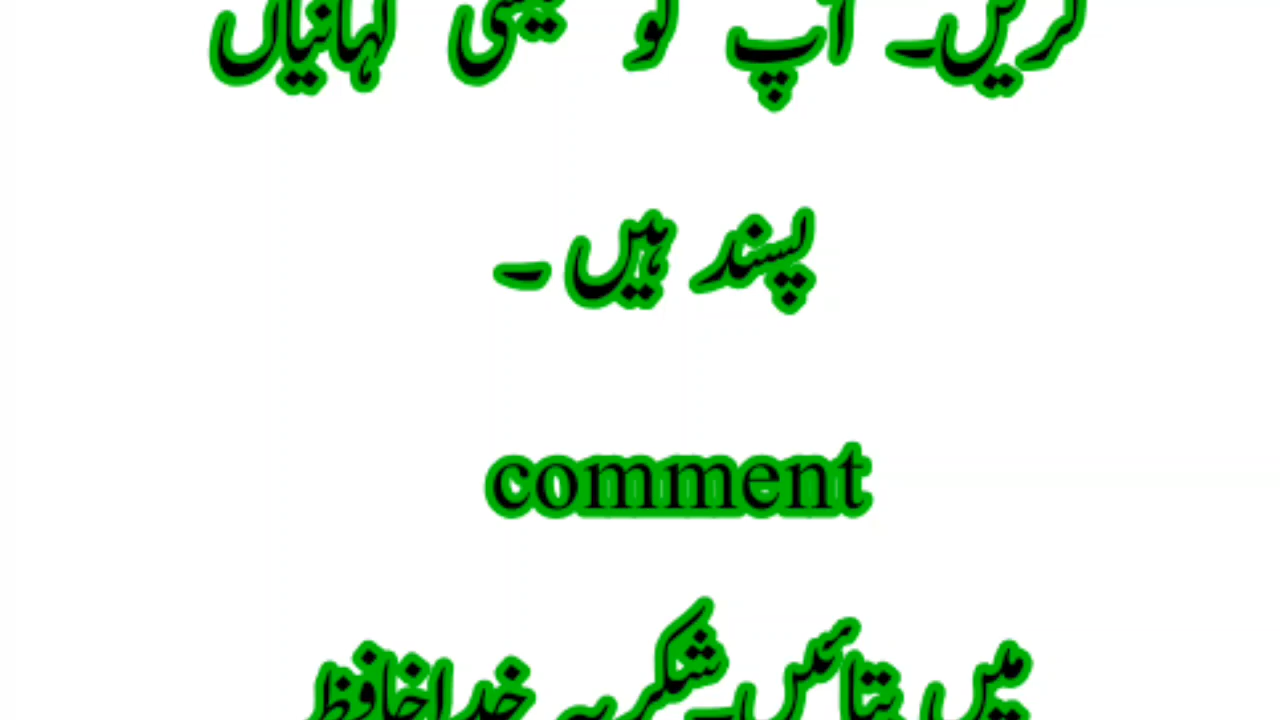 کریں۔ آپ کو کیسی کہانیاں
پسند ہیں ۔
comment
میں بتائیں۔شکریہ خداحافظ